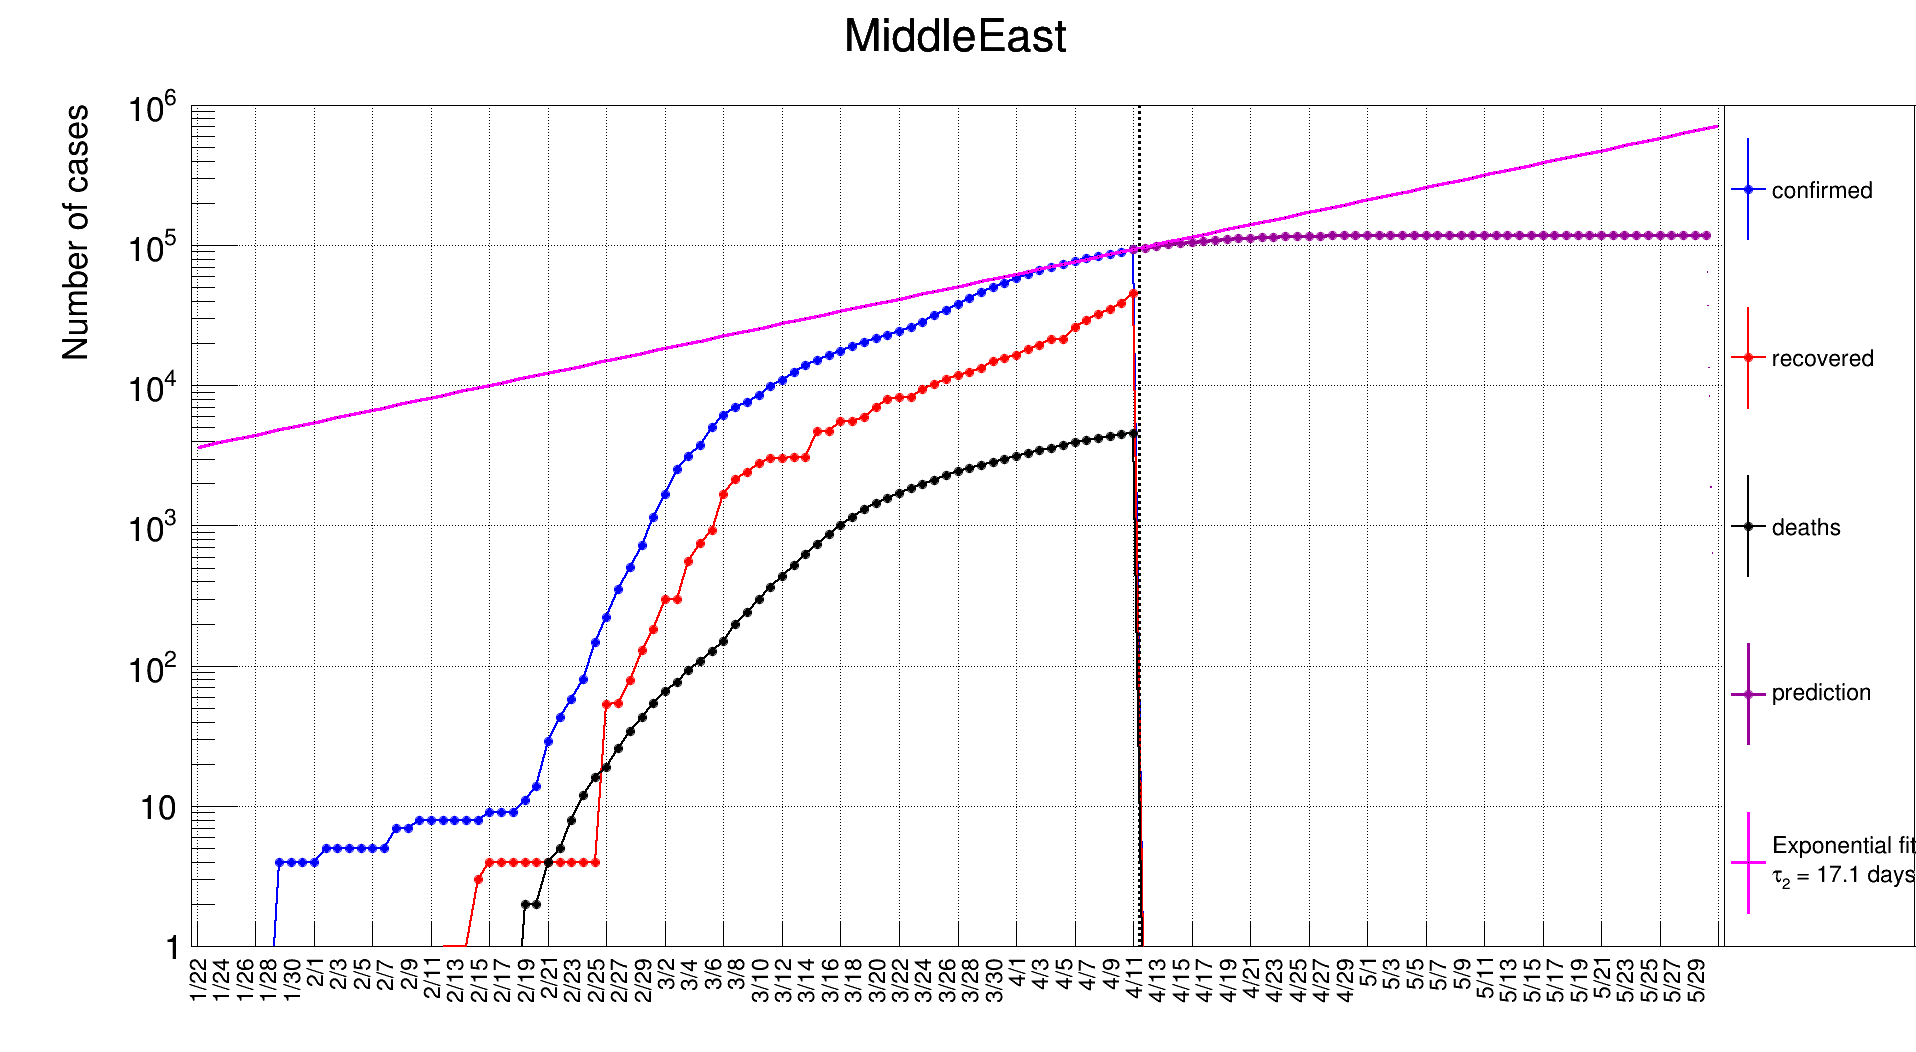 MiddleEast
Number of cases
10^6
10^5
10^4
10^3
10^2
10
1
1/22 1/24 1/26 1/28 1/30 2/1 2/3 2/5 2/7 2/9 2/11 2/13 2/15 2/17 2/19 2/21 2/23 2/25 2/27 2/29 3/2 3/4 3/6 3/8 3/10 3/12 3/14 3/16 3/18 3/20 3/22 3/24 3/26 3/28 3/30 4/1 4/3 4/5 4/7 4/9 4/11 4/13 4/15 4/17 4/19 4/21 4/23 4/25 4/27 4/29 5/1 5/3 5/5 5/7 5/9 5/11 5/13 5/15 5/17 5/19 5/21 5/23 5/25 5/27 5/29
confirmed
recovered
deaths
prediction
Exponential fit
τ₂ = 17.1 days